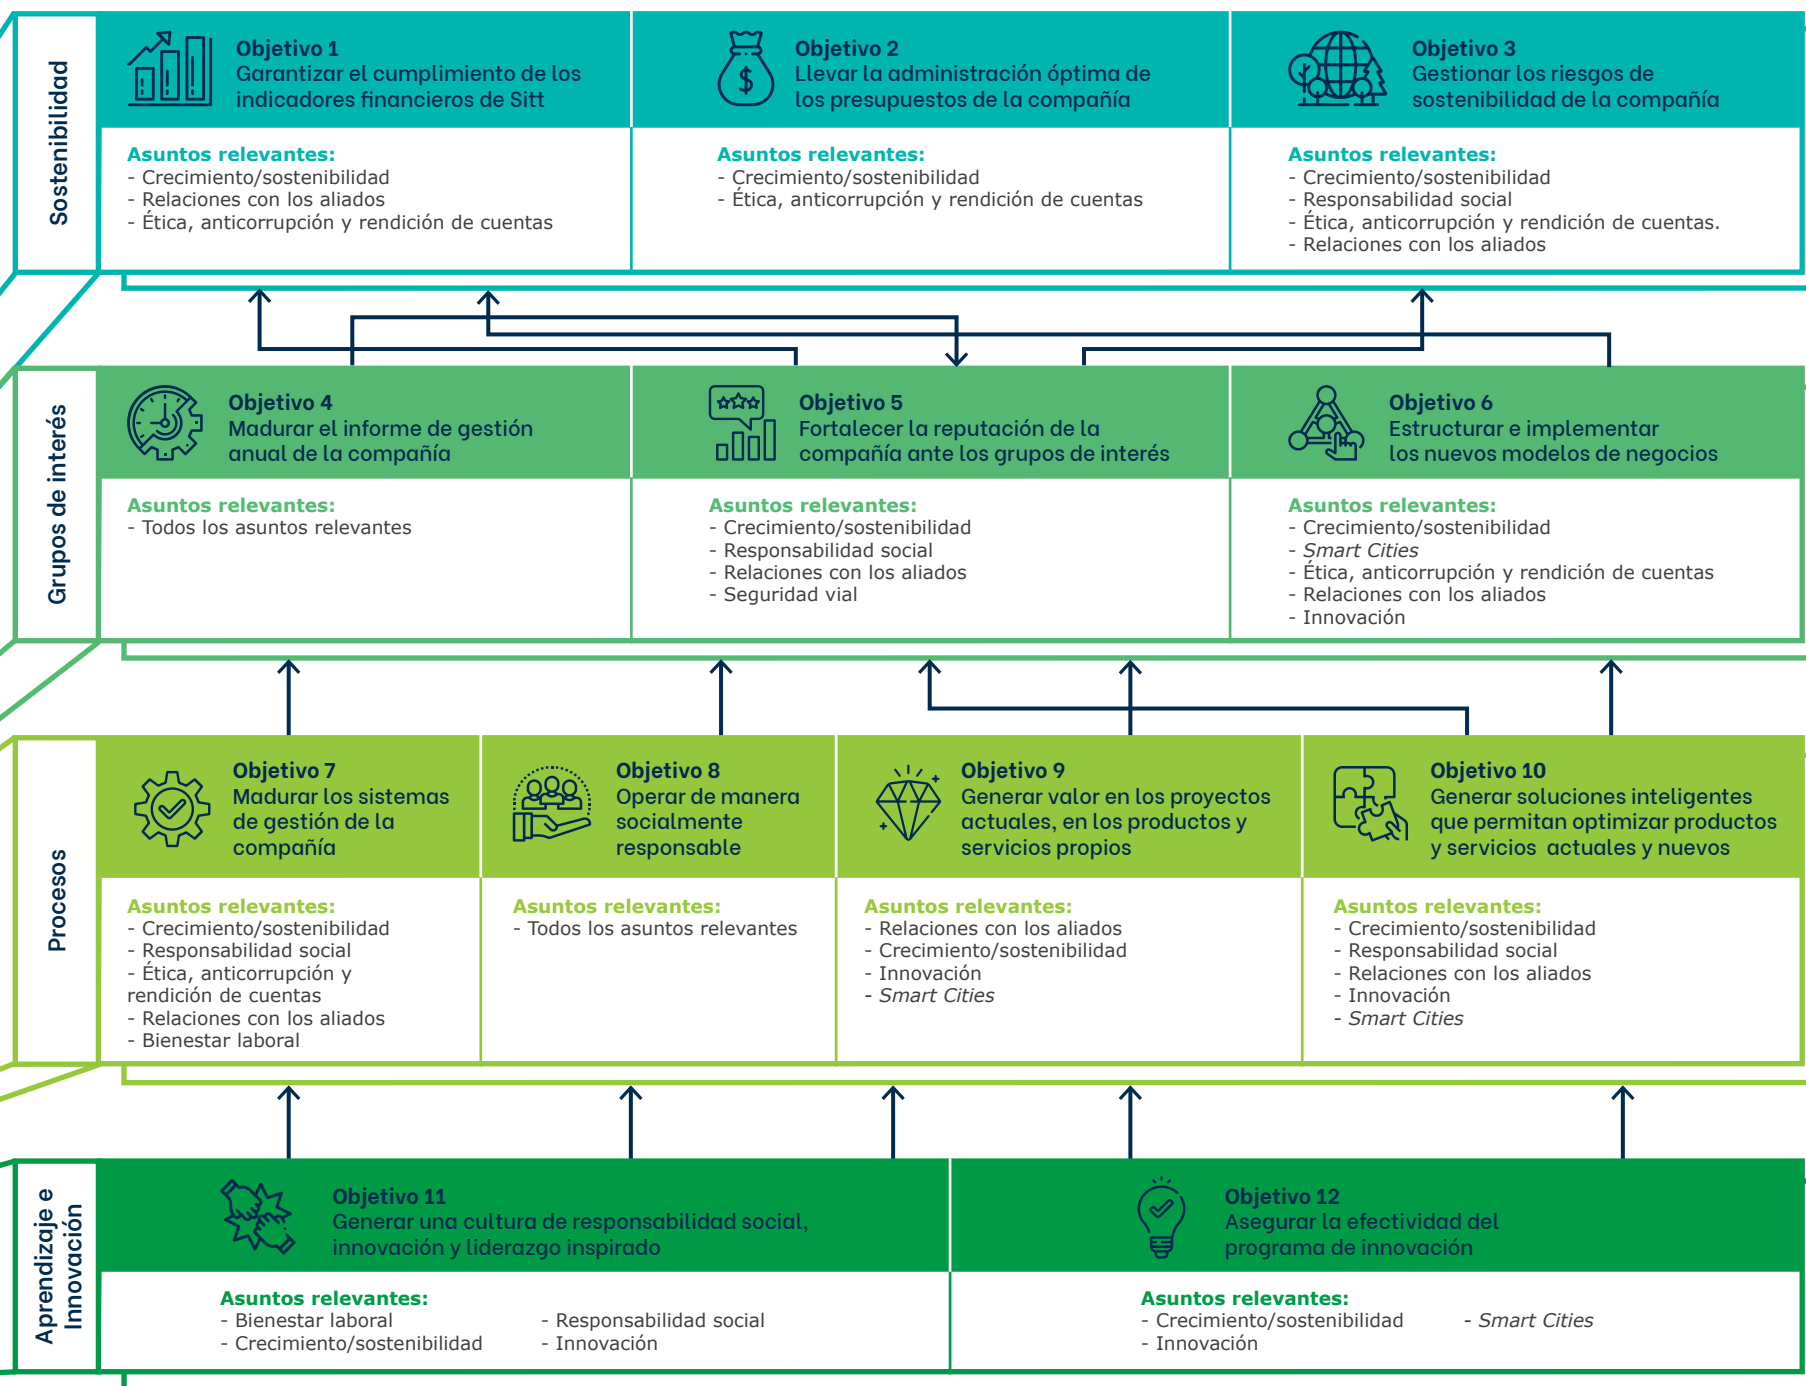 Sostenibilidad
Objetivo 1
Garantizar el cumplimiento de los
indicadores financieros de Sitt
Asuntos relevantes:
- Crecimiento/sostenibilidad
- Relaciones con los aliados
- Ética, anticorrupción y rendición de cuentas
Objetivo 2
Llevar la administración óptima de
los presupuestos de la compañía
Asuntos relevantes:
- Crecimiento/sostenibilidad
- Ética, anticorrupción y rendición de cuentas
Objetivo 3
Gestionar los riesgos de
sostenibilidad de la compañía
Asuntos relevantes:
- Crecimiento/sostenibilidad
- Responsabilidad social
- Ética, anticorrupción y rendición de cuentas.
- Relaciones con los aliados
Grupos de interés
Objetivo 4
Madurar el informe de gestión
anual de la compañía
Asuntos relevantes:
- Todos los asuntos relevantes
Objetivo 5
Fortalecer la reputación de la
compañía ante los grupos de interés
Asuntos relevantes:
- Crecimiento/sostenibilidad
- Responsabilidad social
- Relaciones con los aliados
- Seguridad vial
Objetivo 6
Estructurar e implementar
los nuevos modelos de negocios
Asuntos relevantes:
- Crecimiento/sostenibilidad
- Smart Cities
- Ética, anticorrupción y rendición de cuentas
- Relaciones con los aliados
- Innovación
Procesos
Objetivo 7
Madurar los sistemas
de gestión de la
compañía
Asuntos relevantes:
- Crecimiento/sostenibilidad
- Responsabilidad social
- Ética, anticorrupción y
rendición de cuentas
- Relaciones con los aliados
- Bienestar laboral
Objetivo 8
Operar de manera
socialmente
responsable
Asuntos relevantes:
- Todos los asuntos relevantes
Objetivo 9
Generar valor en los proyectos
actuales, en los productos y
servicios propios
Asuntos relevantes:
- Relaciones con los aliados
- Crecimiento/sostenibilidad
- Innovación
- Smart Cities
Objetivo 10
Generar soluciones inteligentes
que permitan optimizar productos
y servicios actuales y nuevos
Asuntos relevantes:
- Crecimiento/sostenibilidad
- Responsabilidad social
- Relaciones con los aliados
- Innovación
- Smart Cities
Aprendizaje e
Innovación
Objetivo 11
Generar una cultura de responsabilidad social,
innovación y liderazgo inspirado
Asuntos relevantes:
- Bienestar laboral
- Crecimiento/sostenibilidad
- Responsabilidad social
- Innovación
Objetivo 12
Asegurar la efectividad del
programa de innovación
Asuntos relevantes:
- Crecimiento/sostenibilidad
- Innovación
- Smart Cities